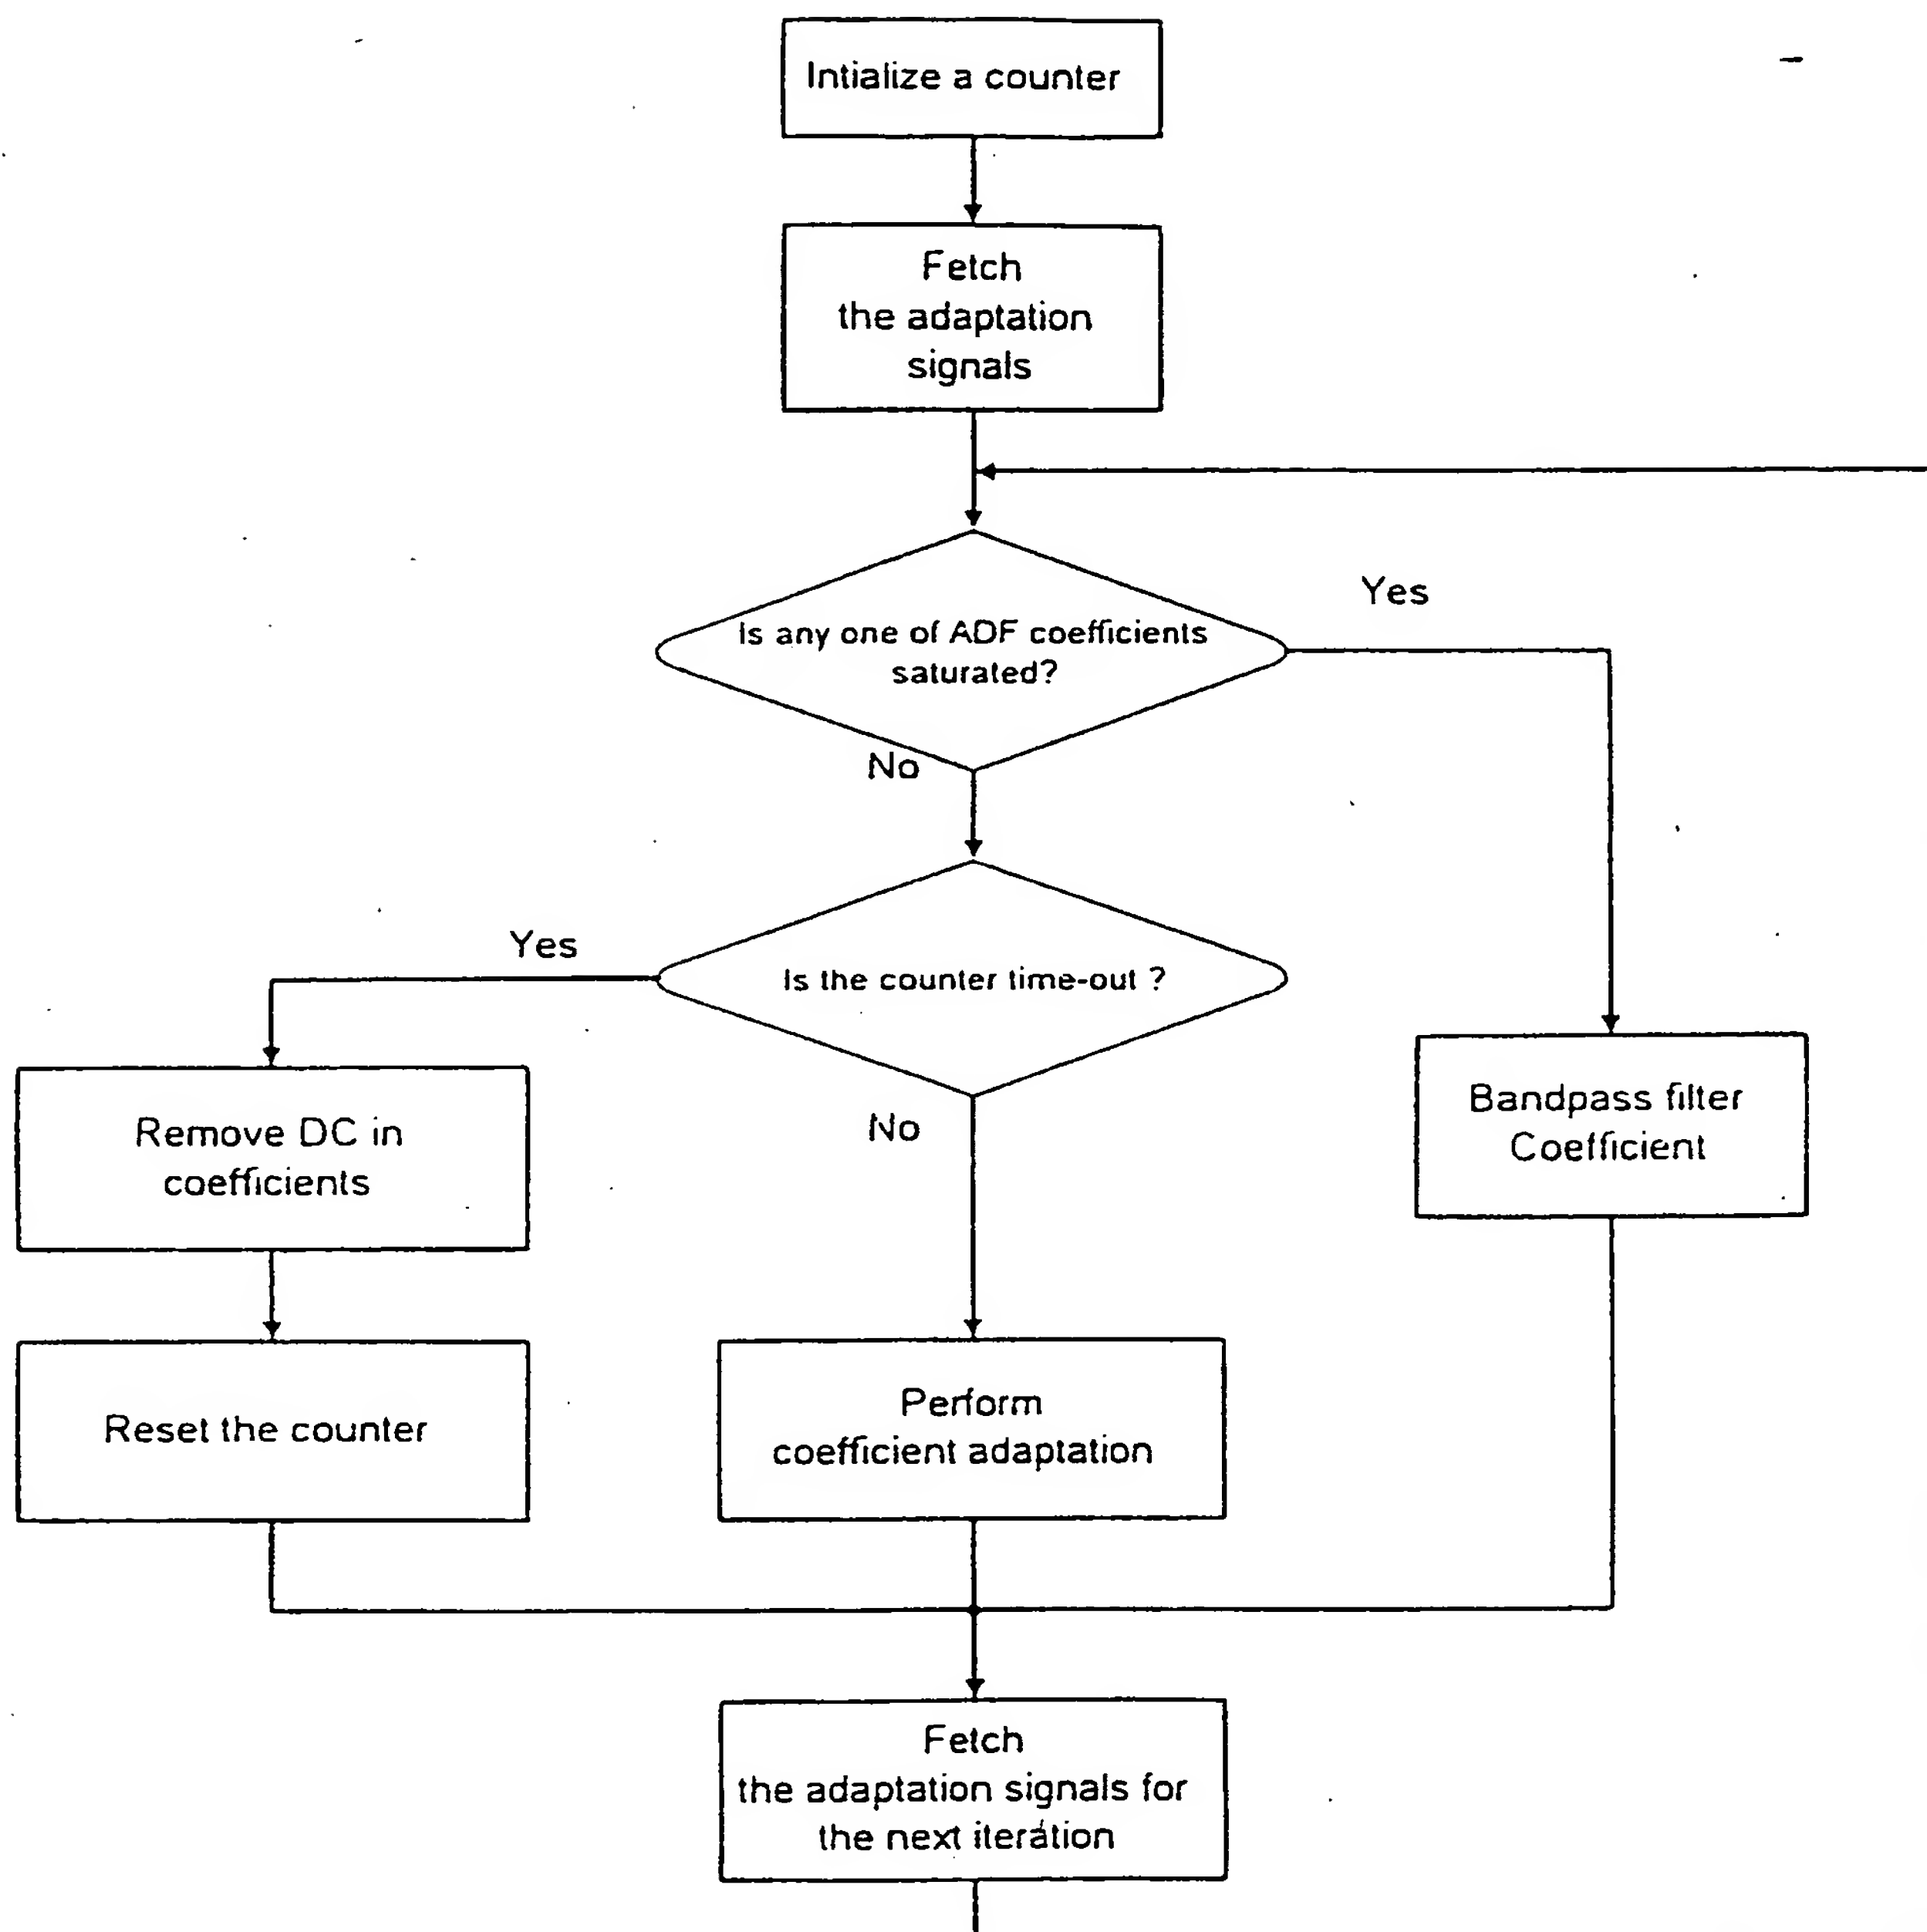 Intialize a counter
Fetch
the adaptation
signals
Yes
Is any one of ADF coefficients
saturated?
No
Yes
Is the counter time-out ?
Bandpass filter
Coefficient
Remove DC in
coefficients
No
Reset the counter
Perform
coefficient adaptation
Fetch
the adaptation signals for
the next iteration